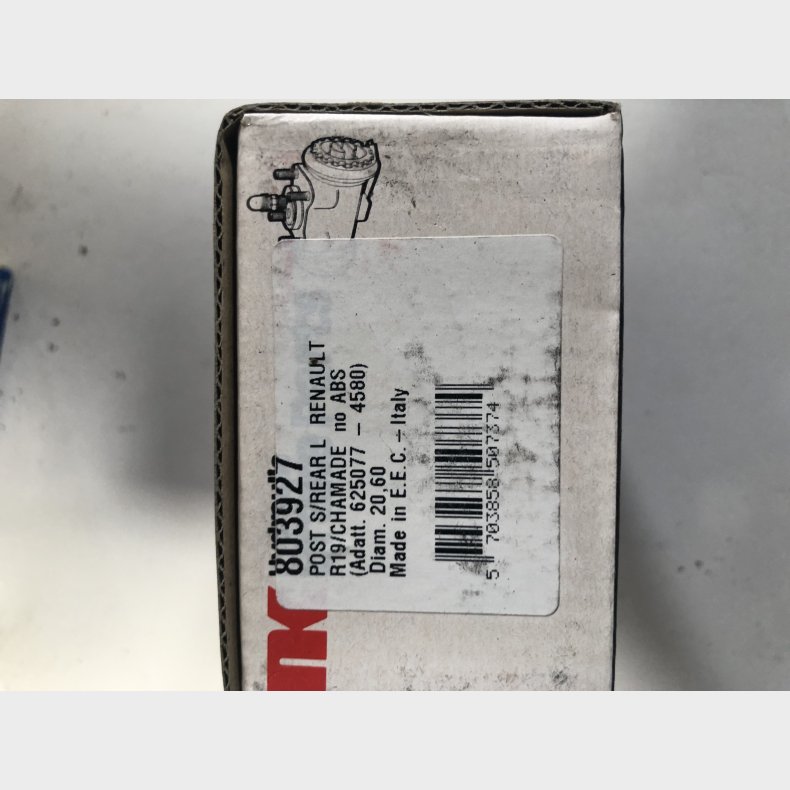 803927
POST S/REAR L RENAULT
R19/CHAMADE no ABS
(Adatt. 625077 - 4580)
Diam. 20,60
Made in E.E.C. - Italy
5 703858 507374